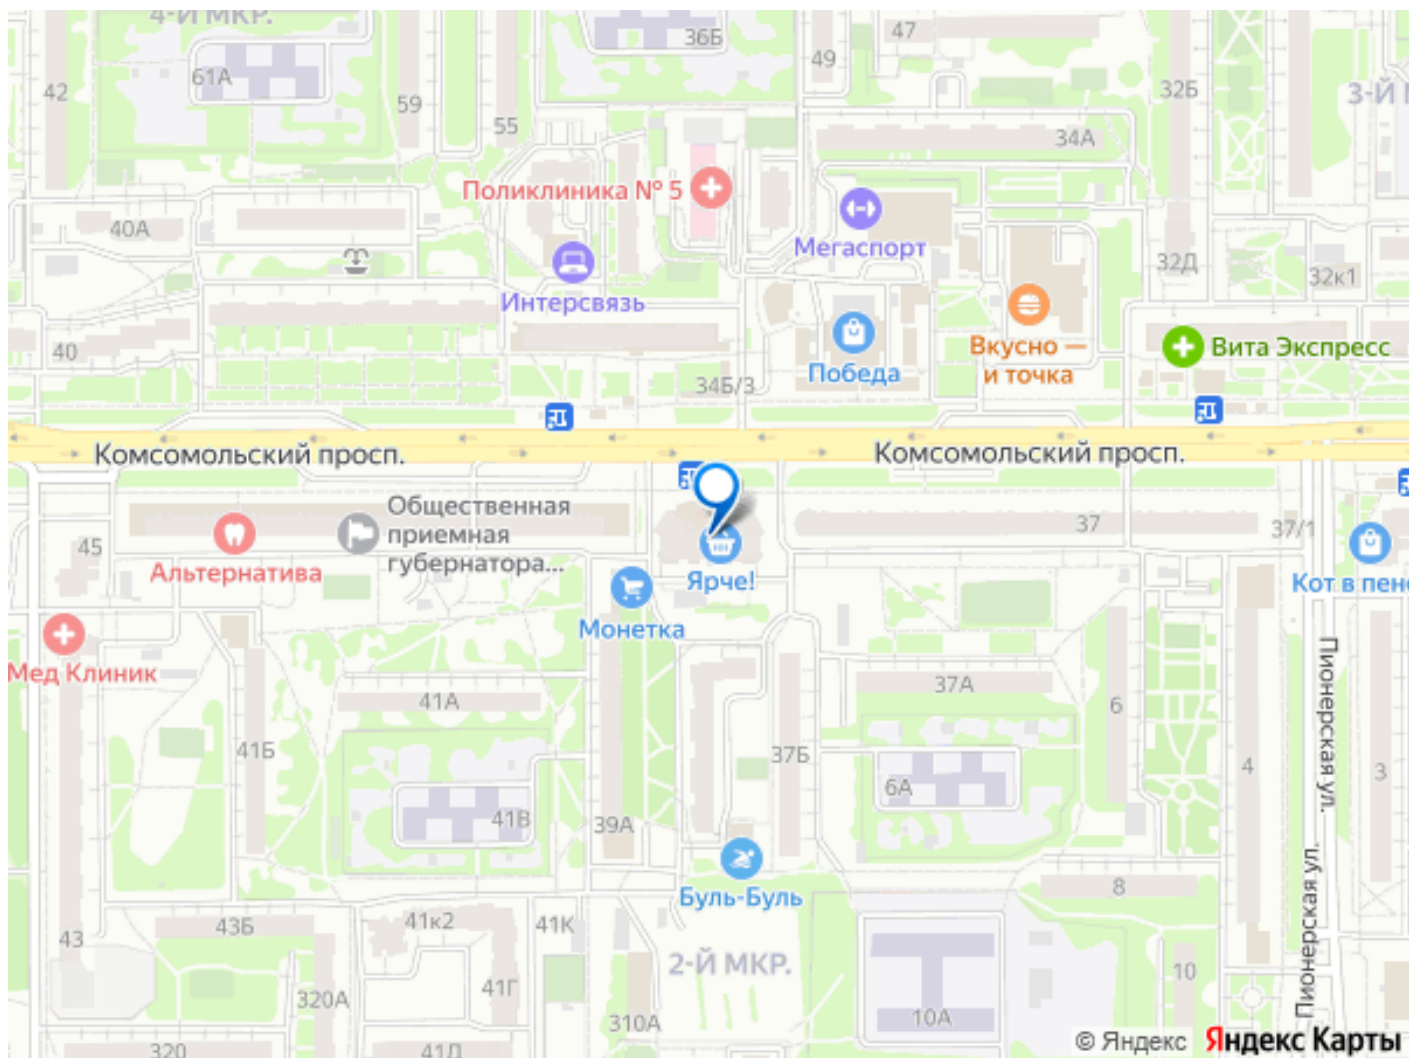 4-Й МКР.
36Б
47
49
61А
42
59
55
32Б
3-Й
34А
Поликлиника № 5
40А
Мегаспорт
32Д
32к1
Интерсвязь
40
Вкусно —
и точка
Вита Экспресс
Победа
34Б/3
Комсомольский просп.
Комсомольский просп.
Общественная
приемная
губернатора...
45
Альтернатива
37
37/1
Ярче!
Кот в пен
Монетка
Мед Клиник
Пионерская ул.
41А
37А
6
41Б
37Б
4
3
6А
41В
39А
Буль-Буль
8
Пионерская ул.
43
43Б
41к2
41К
2-Й МКР.
10
320А
41Г
310А
10А
320
41Д
© Яндекс Яндекс Карты